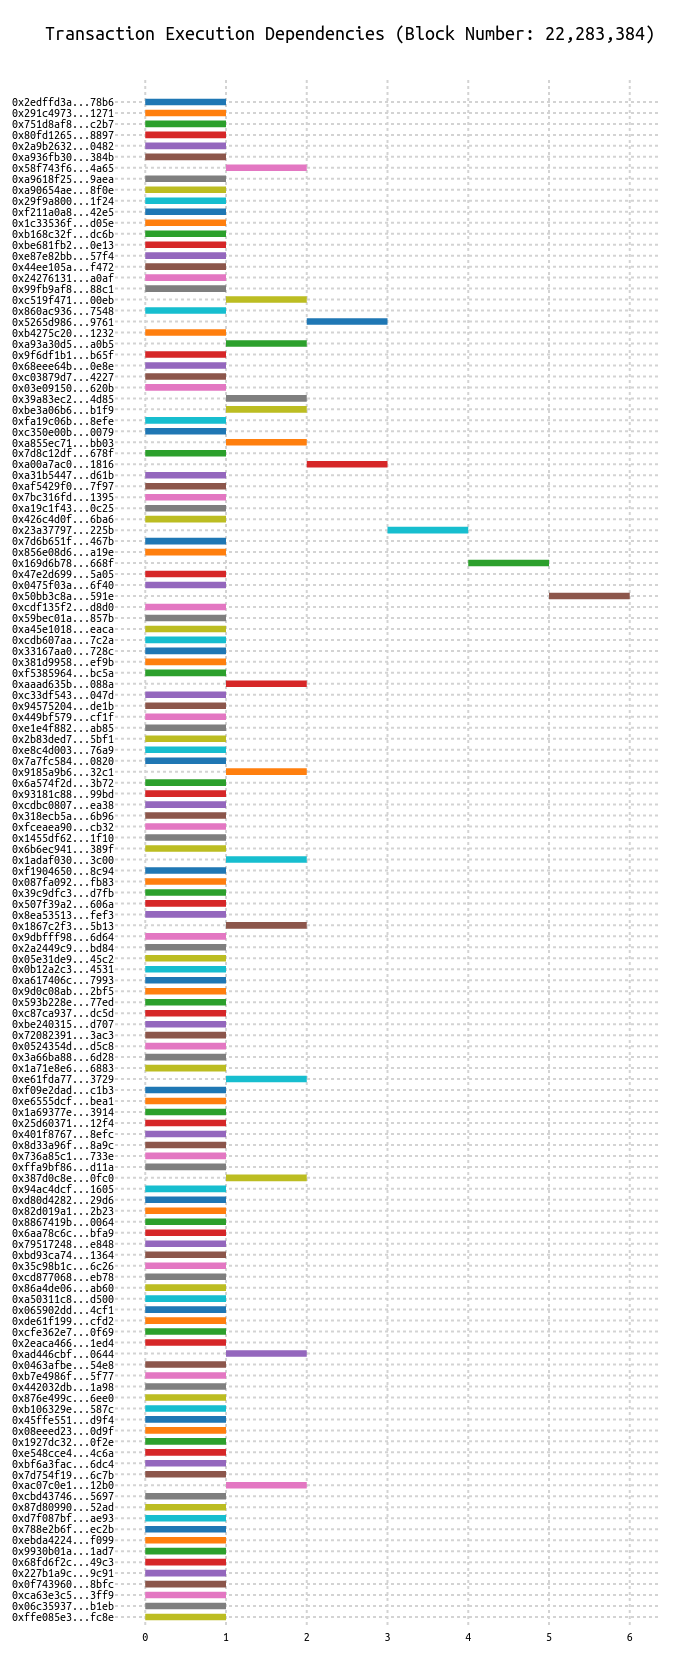 Transaction Execution Dependencies (Block Number: 22,283,384)
0x2edffd3a...78b6
0x291c4973...1271
0x751d8af8...c2b7
0x80fd1265...8897
0x2a9b2632...0482
0xa936fb30...384b
0x58f743f6...4a65
0xa9618f25...9aea
0xa90654ae...8f0e
0x29f9a800...1f24
0xf211a0a8...42e5
0x1c33536f...d05e
0xb168c32f...dc6b
0xbe681fb2...0e13
0xe87e82bb...57f4
0x44ee105a...f472
0x24276131...a0af
0x99fb9af8...88c1
0xc519f471...00eb
0x860ac936...7548
0x5265d986...9761
0xb4275c20...1232
0xa93a30d5...a0b5
0x9f6df1b1...b65f
0x68eee64b...0e8e
0xc03879d7...4227
0x03e09150...620b
0x39a83ec2...4d85
0xbe3a06b6...b1f9
0xfa19c06b...8efe
0xc350e00b...0079
0xa855ec71...bb03
0x7d8c12df...678f
0xa00a7ac0...1816
0xa31b5447...d61b
0xaf5429f0...7f97
0x7bc316fd...1395
0xa19c1f43...0c25
0x426c4d0f...6ba6
0x23a37797...225b
0x7d6b651f...467b
0x856e08d6...a19e
0x169d6b78...668f
0x47e2d699...5a05
0x0475f03a...6f40
0x50bb3c8a...591e
0xcdf135f2...d8d0
0x59bec01a...857b
0xa45e1018...eaca
0xcdb607aa...7c2a
0x33167aa0...728c
0x381d9958...ef9b
0xf5385964...bc5a
0xaaad635b...088a
0xc33df543...047d
0x94575204...de1b
0x449bf579...cf1f
0xe1e4f882...ab85
0x2b83ded7...5bf1
0xe8c4d003...76a9
0x7a7fc584...0820
0x9185a9b6...32c1
0x6a574f2d...3b72
0x93181c88...99bd
0xcdbc0807...ea38
0x318ecb5a...6b96
0xfceaea90...cb32
0x1455df62...1f10
0x6b6ec941...389f
0x1adaf030...3c00
0xf1904650...8c94
0x087fa092...fb83
0x39c9dfc3...d7fb
0x507f39a2...606a
0x8ea53513...fef3
0x1867c2f3...5b13
0x9dbfff98...6d64
0x2a2449c9...bd84
0x05e31de9...45c2
0x0b12a2c3...4531
0xa617406c...7993
0x9d0c08ab...2bf5
0x593b228e...77ed
0xc87ca937...dc5d
0xbe240315...d707
0x72082391...3ac3
0x0524354d...d5c8
0x3a66ba88...6d28
0x1a71e8e6...6883
0xe61fda77...3729
0xf09e2dad...c1b3
0xe6555dcf...bea1
0x1a69377e...3914
0x25d60371...12f4
0x401f8767...8efc
0x8d33a96f...8a9c
0x736a85c1...733e
0xffa9bf86...d11a
0x387d0c8e...0fc0
0x94ac4dcf...1605
0xd80d4282...29d6
0x82d019a1...2b23
0x8867419b...0064
0x6aa78c6c...bfa9
0x79517248...e848
0xbd93ca74...1364
0x35c98b1c...6c26
0xcd877068...eb78
0x86a4de06...ab60
0xa50311c8...d500
0x065902dd...4cf1
0xde61f199...cfd2
0xcfe362e7...0f69
0x2eaca466...1ed4
0xad446cbf...0644
0x0463afbe...54e8
0xb7e4986f...5f77
0x442032db...1a98
0x876e499c...6ee0
0xb106329e...587c
0x45ffe551...d9f4
0x08eeed23...0d9f
0x1927dc32...0f2e
0xe548cce4...4c6a
0xbf6a3fac...6dc4
0x7d754f19...6c7b
0xac07c0e1...12b0
0xcbd43746...5697
0x87d80990...52ad
0xd7f087bf...ae93
0x788e2b6f...ec2b
0xebda4224...f099
0x9930b01a...1ad7
0x68fd6f2c...49c3
0x227b1a9c...9c91
0x0f743960...8bfc
0xca63e3c5...3ff9
0x06c35937...b1eb
0xffe085e3...fc8e
0 1 2 3 4 5 6